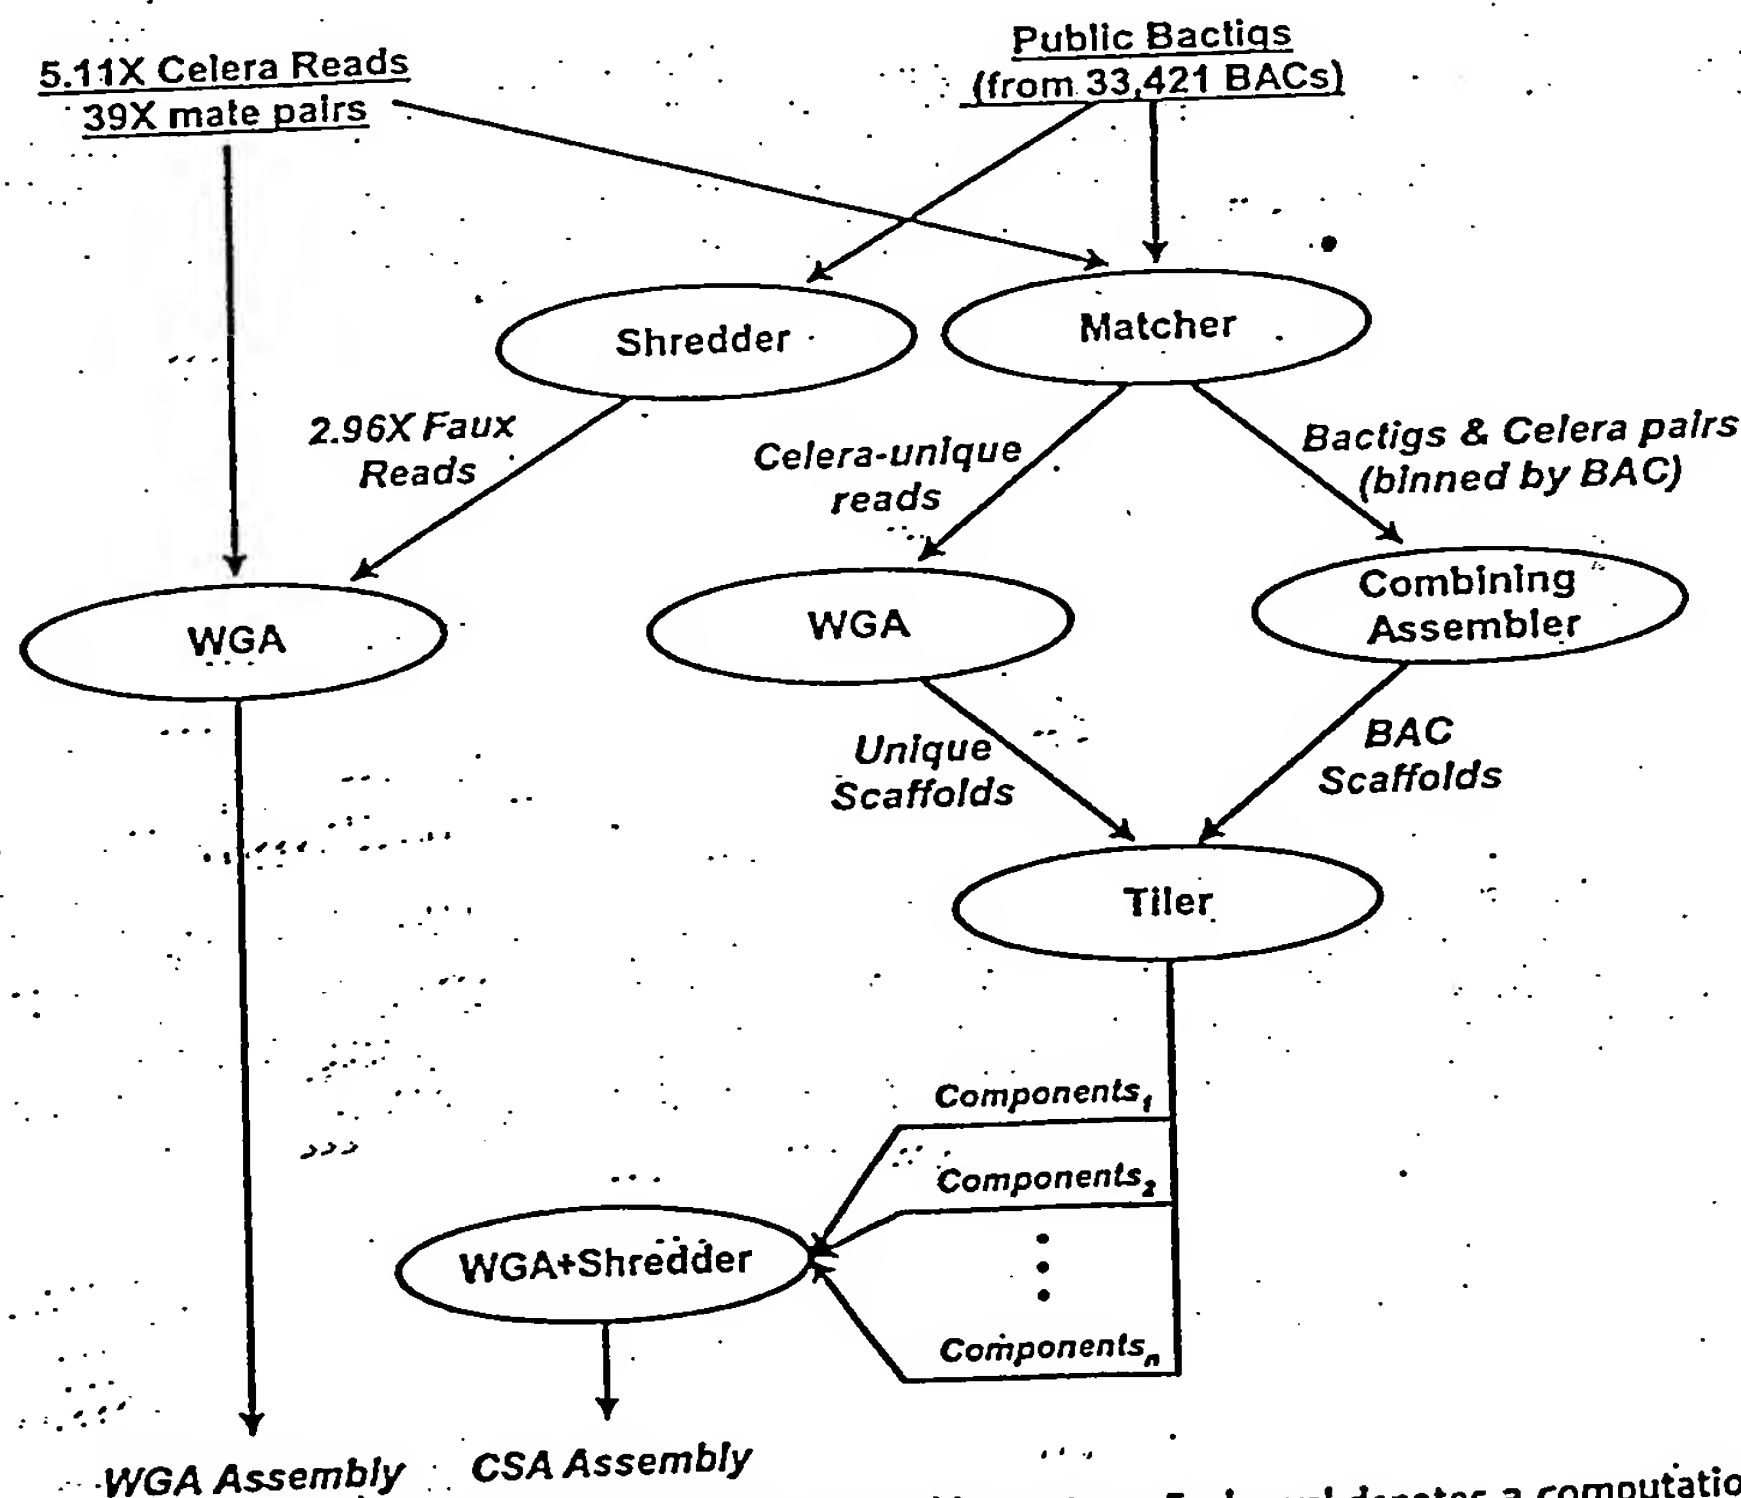 5.11X Celera Reads
39X mate pairs
Public Bactigs
(from 33,421 BACs)
Shredder
Matcher
2.96X Faux
Reads
Celera-unique
reads
Bactigs & Celera pairs
(binned by BAC)
WGA
WGA
Combining
Assembler
Unique
Scaffolds
BAC
Scaffolds
Tiler
Components1
Components2
WGA+Shredder
Componentsn
WGA Assembly
CSA Assembly
denotes a computatio